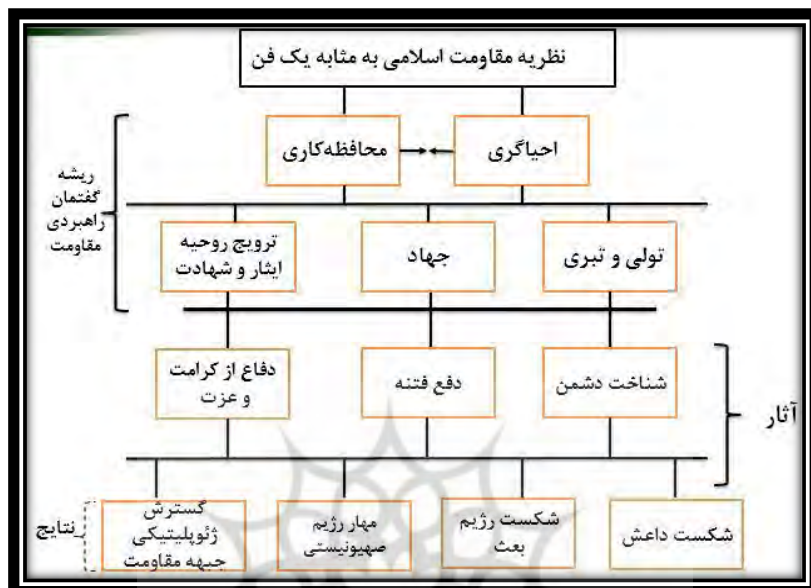 نظریه مقاومت اسلامی به مثابه یک فن
احیاگری
محافظه‌کاری
ریشه
گفتمان
راهبردی
مقاومت
تولی و تبری
جهاد
ترویج روحیه
ایثار و شهادت
شناخت دشمن
دفع فتنه
دفاع از کرامت
و عزت
آثار
شکست داعش
شکست رژیم
بعث
مهار رژیم
صهیونیستی
گسترش
ژئوپلیتیکی
جبهه مقاومت
نتایج